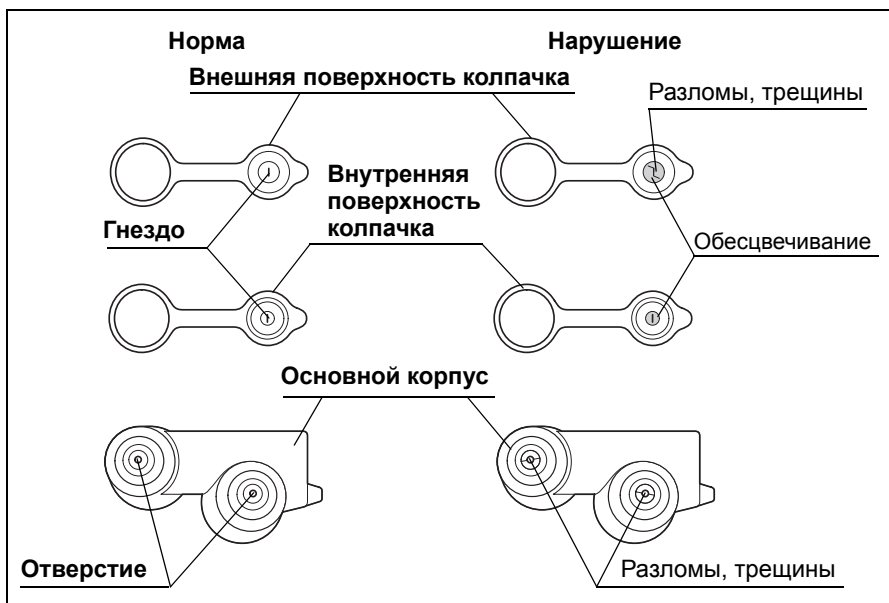 Норма
Нарушение
Внешняя поверхность колпачка
Разломы, трещины
Внутренняя
поверхность
колпачка
Гнездо
Обесцвечивание
Основной корпус
Отверстие
Разломы, трещины